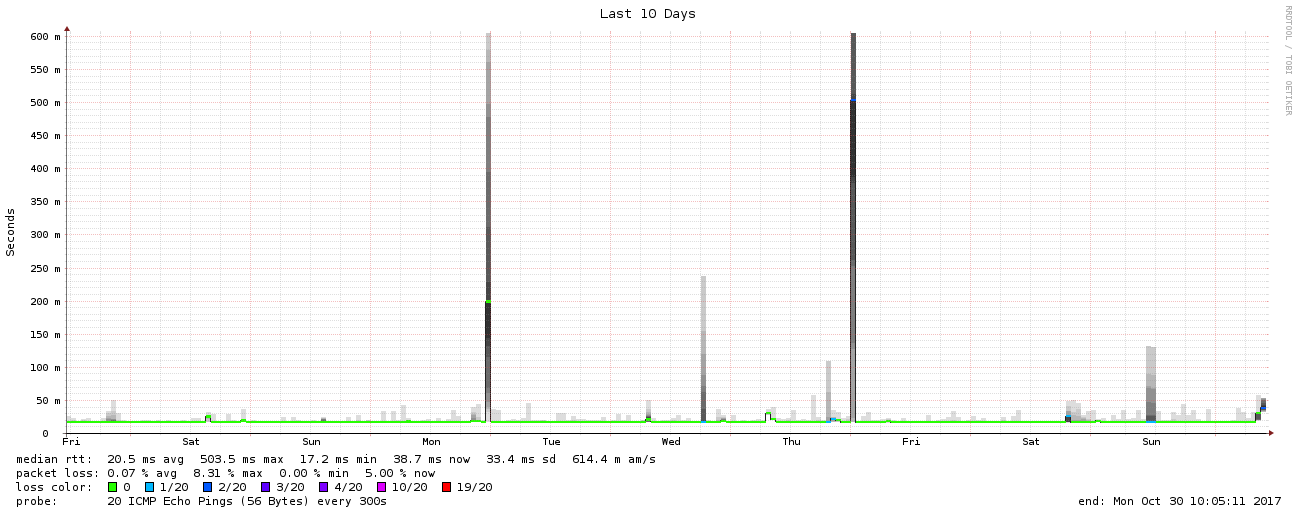 Last 10 Days
RRDTOOL / TOBI OETIKER
Seconds
600 m
550 m
500 m
450 m
400 m
350 m
300 m
250 m
200 m
150 m
100 m
50 m
0
Fri Sat Sun Mon Tue Wed Thu Fri Sat Sun
median rtt: 20.5 ms avg 503.5 ms max 17.2 ms min 38.7 ms now 33.4 ms sd 614.4 m am/s
packet loss: 0.07 % avg 8.31 % max 0.00 % min 5.00 % now
loss color: 0 1/20 2/20 3/20 4/20 10/20 19/20
probe: 20 ICMP Echo Pings (56 Bytes) every 300s end: Mon Oct 30 10:05:11 2017